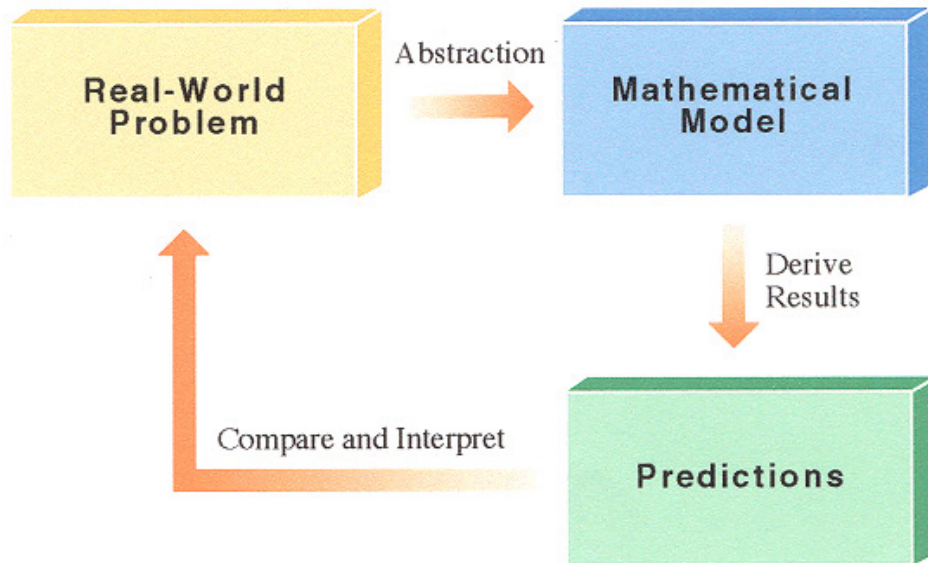 Real-World
Problem
Abstraction
Mathematical
Model
Derive
Results
Predictions
Compare and Interpret